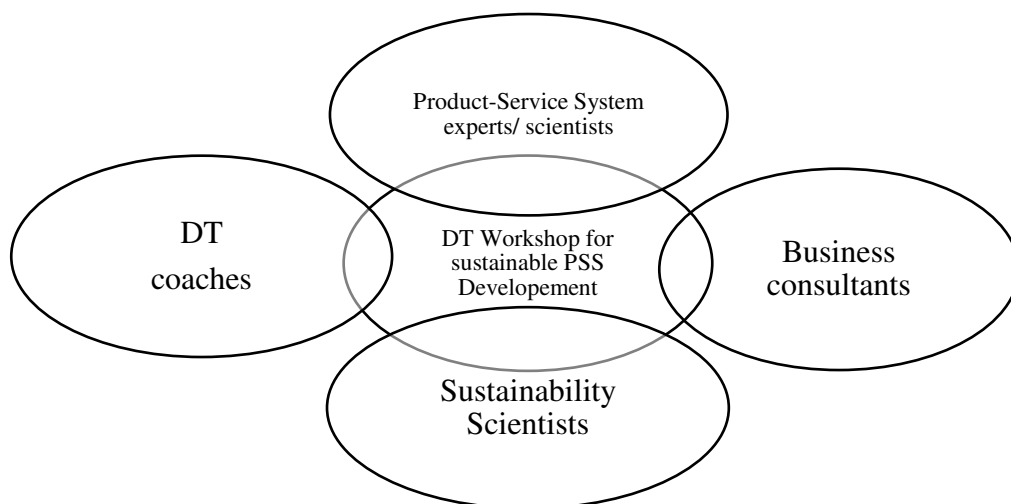 Product-Service System
experts/ scientists
DT
coaches
DT Workshop for
sustainable PSS
Developement
Business
consultants
Sustainability
Scientists